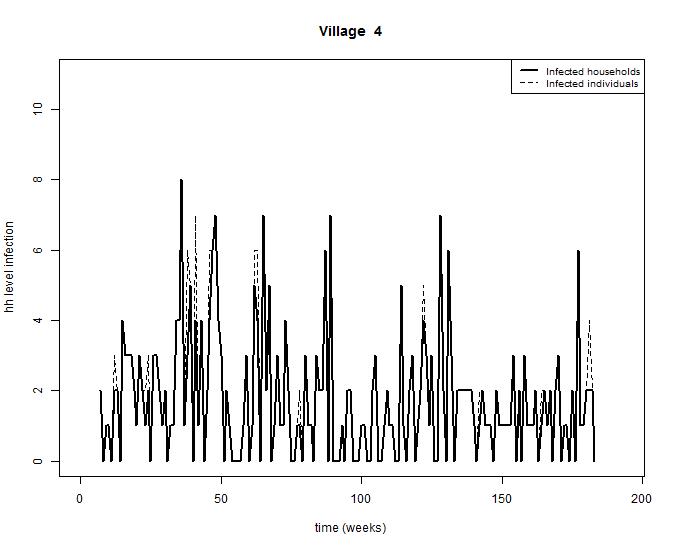 Village 4
Infected households
Infected individuals
10
8
6
4
2
0
hh level infection
0 50 100 150 200
time (weeks)